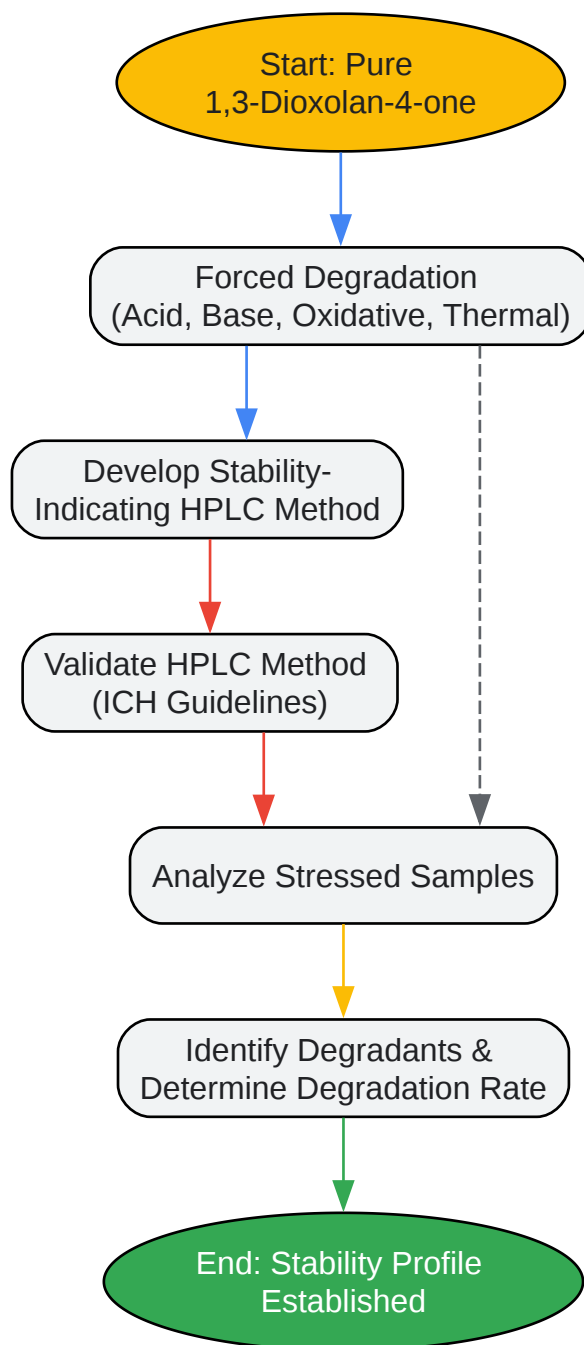 Start: Pure
1,3-Dioxolan-4-one
Forced Degradation
(Acid, Base, Oxidative, Thermal)
Develop Stability-
Indicating HPLC Method
Validate HPLC Method
(ICH Guidelines)
Analyze Stressed Samples
Identify Degradants &
Determine Degradation Rate
End: Stability Profile
Established